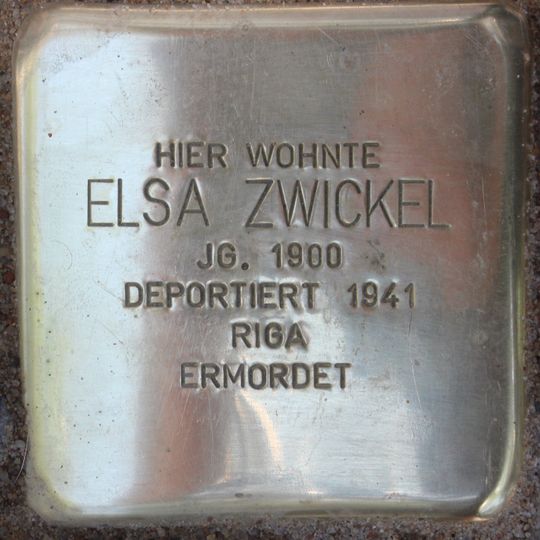 HIER WOHNTE
ELSA ZWICKEL
JG. 1900
DEPORTIERT 1941
RIGA
ERMORDET